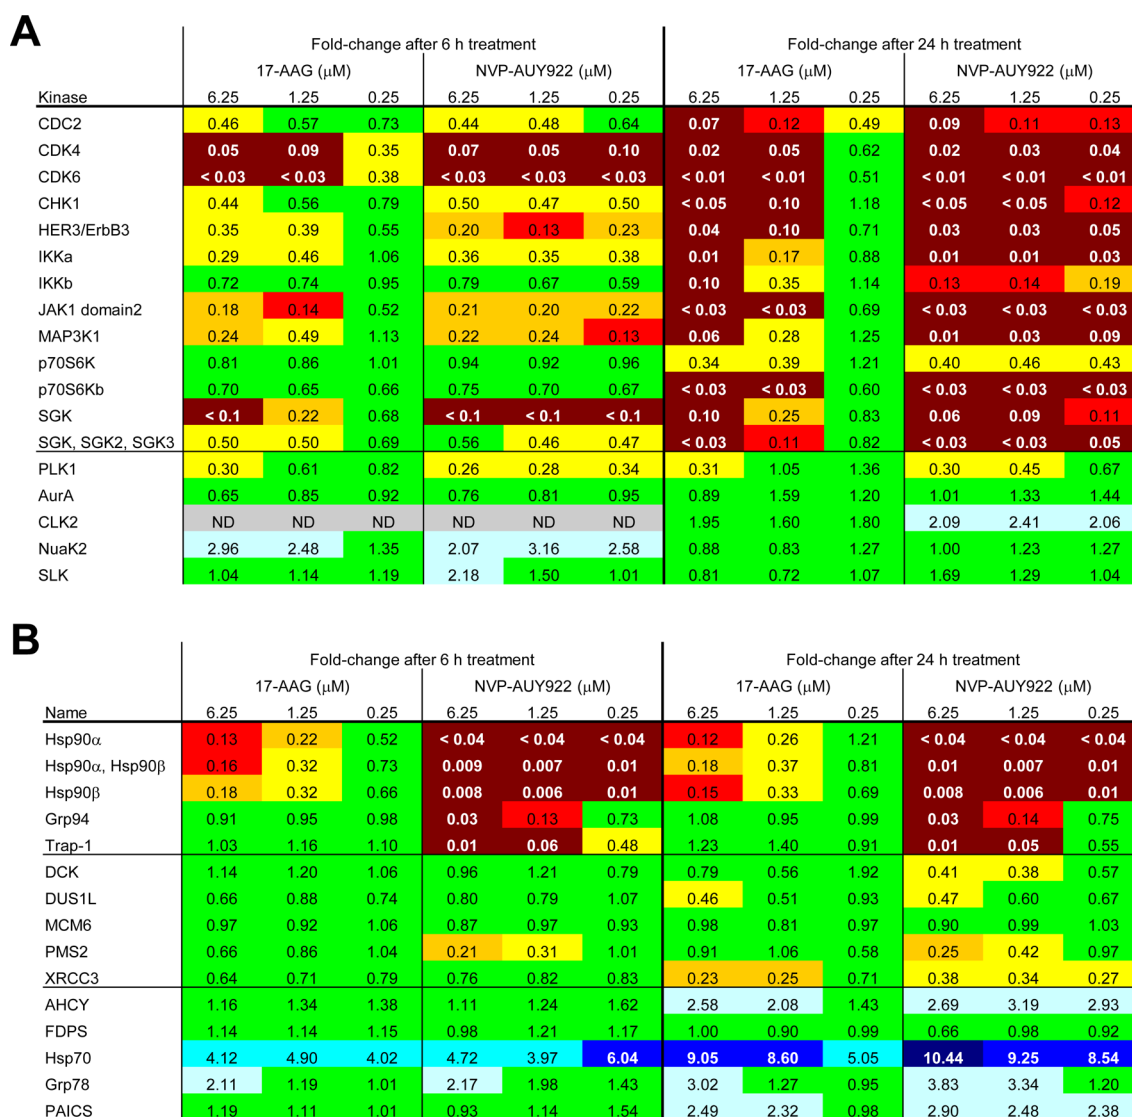 A
Fold-change after 6 h treatment Fold-change after 24 h treatment
17-AAG (μM) NVP-AUY922 (μM) 17-AAG (μM) NVP-AUY922 (μM)
Kinase 6.25 1.25 0.25 6.25 1.25 0.25 6.25 1.25 0.25 6.25 1.25 0.25
CDC2 0.46 0.57 0.73 0.44 0.48 0.64 0.07 0.12 0.49 0.09 0.11 0.13
CDK4 0.05 0.09 0.35 0.07 0.05 0.10 0.02 0.05 0.62 0.02 0.03 0.04
CDK6 < 0.03 < 0.03 0.38 < 0.03 < 0.03 < 0.03 < 0.01 < 0.01 0.51 < 0.01 < 0.01 < 0.01
CHK1 0.44 0.56 0.79 0.50 0.47 0.50 < 0.05 0.10 1.18 < 0.05 < 0.05 0.12
HER3/ErbB3 0.35 0.39 0.55 0.20 0.13 0.23 0.04 0.10 0.71 0.03 0.03 0.05
IKKa 0.29 0.46 1.06 0.36 0.35 0.38 0.01 0.17 0.88 0.01 0.01 0.03
IKKb 0.72 0.74 0.95 0.79 0.67 0.59 0.10 0.35 1.14 0.13 0.14 0.19
JAK1 domain2 0.18 0.14 0.52 0.21 0.20 0.22 < 0.03 < 0.03 0.69 < 0.03 < 0.03 < 0.03
MAP3K1 0.24 0.49 1.13 0.22 0.24 0.13 0.06 0.28 1.25 0.01 0.03 0.09
p70S6K 0.81 0.86 1.01 0.94 0.92 0.96 0.34 0.39 1.21 0.40 0.46 0.43
p70S6Kb 0.70 0.65 0.66 0.75 0.70 0.67 < 0.03 < 0.03 0.60 < 0.03 < 0.03 < 0.03
SGK < 0.1 0.22 0.68 < 0.1 < 0.1 < 0.1 0.10 0.25 0.83 0.06 0.09 0.11
SGK, SGK2, SGK3 0.50 0.50 0.69 0.56 0.46 0.47 < 0.03 0.11 0.82 < 0.03 < 0.03 0.05
PLK1 0.30 0.61 0.82 0.26 0.28 0.34 0.31 1.05 1.36 0.30 0.45 0.67
AurA 0.65 0.85 0.92 0.76 0.81 0.95 0.89 1.59 1.20 1.01 1.33 1.44
CLK2 ND ND ND ND ND ND 1.95 1.60 1.80 2.09 2.41 2.06
NuaK2 2.96 2.48 1.35 2.07 3.16 2.58 0.88 0.83 1.27 1.00 1.23 1.27
SLK 1.04 1.14 1.19 2.18 1.50 1.01 0.81 0.72 1.07 1.69 1.29 1.04
B
Fold-change after 6 h treatment Fold-change after 24 h treatment
17-AAG (μM) NVP-AUY922 (μM) 17-AAG (μM) NVP-AUY922 (μM)
Name 6.25 1.25 0.25 6.25 1.25 0.25 6.25 1.25 0.25 6.25 1.25 0.25
Hsp90α 0.13 0.22 0.52 < 0.04 < 0.04 < 0.04 0.12 0.26 1.21 < 0.04 < 0.04 < 0.04
Hsp90α, Hsp90β 0.16 0.32 0.73 0.009 0.007 0.01 0.18 0.37 0.81 0.01 0.007 0.01
Hsp90β 0.18 0.32 0.66 0.008 0.006 0.01 0.15 0.33 0.69 0.008 0.006 0.01
Grp94 0.91 0.95 0.98 0.03 0.13 0.73 1.08 0.95 0.99 0.03 0.14 0.75
Trap-1 1.03 1.16 1.10 0.01 0.06 0.48 1.23 1.40 0.91 0.01 0.05 0.55
DCK 1.14 1.20 1.06 0.96 1.21 0.79 0.79 0.56 1.92 0.41 0.38 0.57
DUS1L 0.66 0.88 0.74 0.80 0.79 1.07 0.46 0.51 0.93 0.47 0.60 0.67
MCM6 0.97 0.92 1.06 0.87 0.97 0.93 0.98 0.81 0.97 0.90 0.99 1.03
PMS2 0.66 0.86 1.04 0.21 0.31 1.01 0.91 1.06 0.58 0.25 0.42 0.97
XRCC3 0.64 0.71 0.79 0.76 0.82 0.83 0.23 0.25 0.71 0.38 0.34 0.27
AHCY 1.16 1.34 1.38 1.11 1.24 1.62 2.58 2.08 1.43 2.69 3.19 2.93
FDPS 1.14 1.14 1.15 0.98 1.21 1.17 1.00 0.90 0.99 0.66 0.98 0.92
Hsp70 4.12 4.90 4.02 4.72 3.97 6.04 9.05 8.60 5.05 10.44 9.25 8.54
Grp78 2.11 1.19 1.01 2.17 1.98 1.43 3.02 1.27 0.95 3.83 3.34 1.20
PAICS 1.19 1.11 1.01 0.93 1.14 1.54 2.49 2.32 0.98 2.90 2.48 2.38